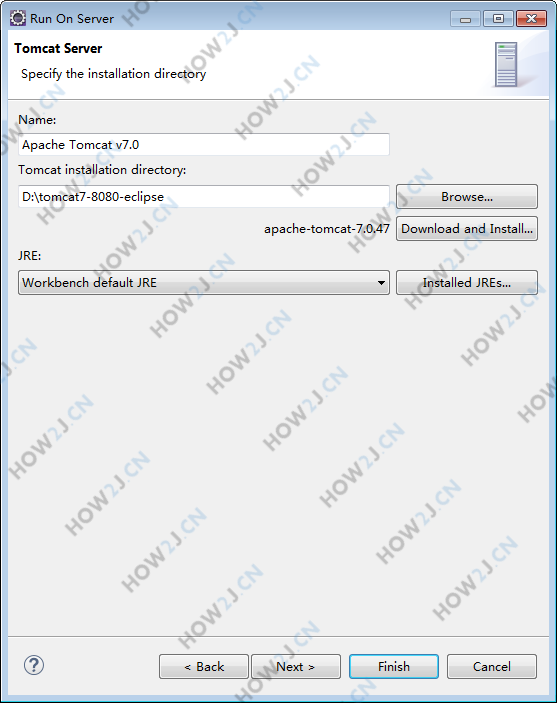 Run On Server
Tomcat Server
Specify the installation directory
Name:
Apache Tomcat v7.0
Tomcat installation directory:
D:\tomcat7-8080-eclipse
Browse...
apache-tomcat-7.0.47
Download and Install...
JRE:
Workbench default JRE
Installed JREs...
?
< Back
Next >
Finish
Cancel
HOW2J.CN